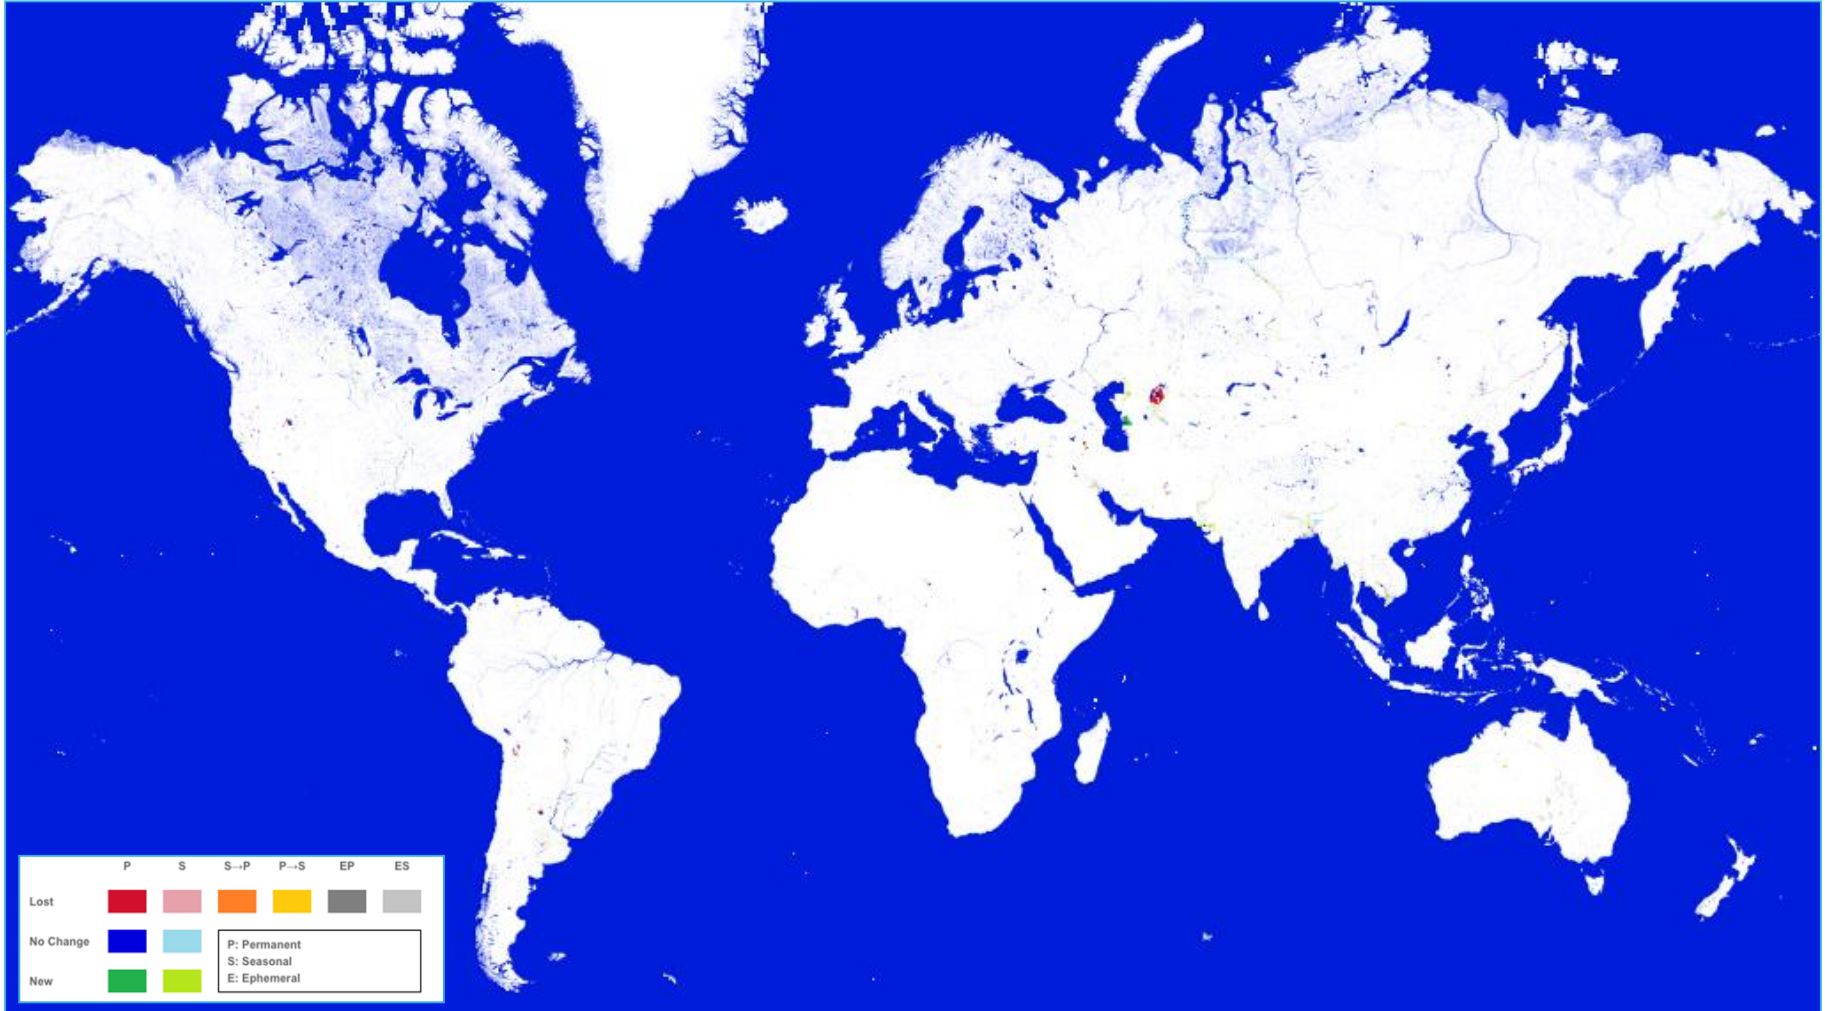 P S S→P P→S EP ES
Lost
No Change
New
P: Permanent
S: Seasonal
E: Ephemeral